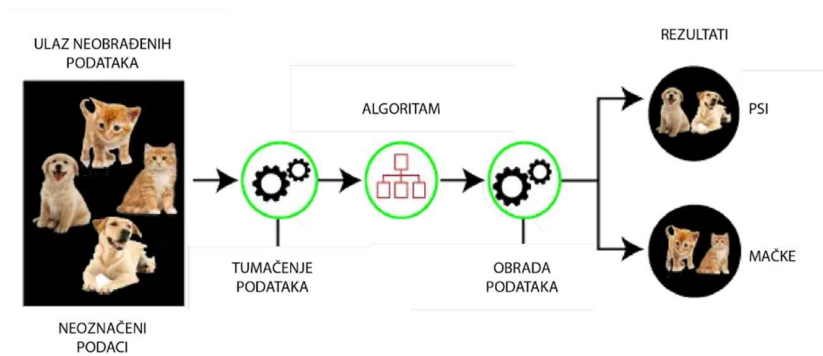 ULAZ NEOBRAĐENIH
PODATAKA
NEOZNAČENI
PODACI
TUMAČENJE
PODATAKA
ALGORITAM
OBRADA
PODATAKA
REZULTATI
PSI
MAČKE